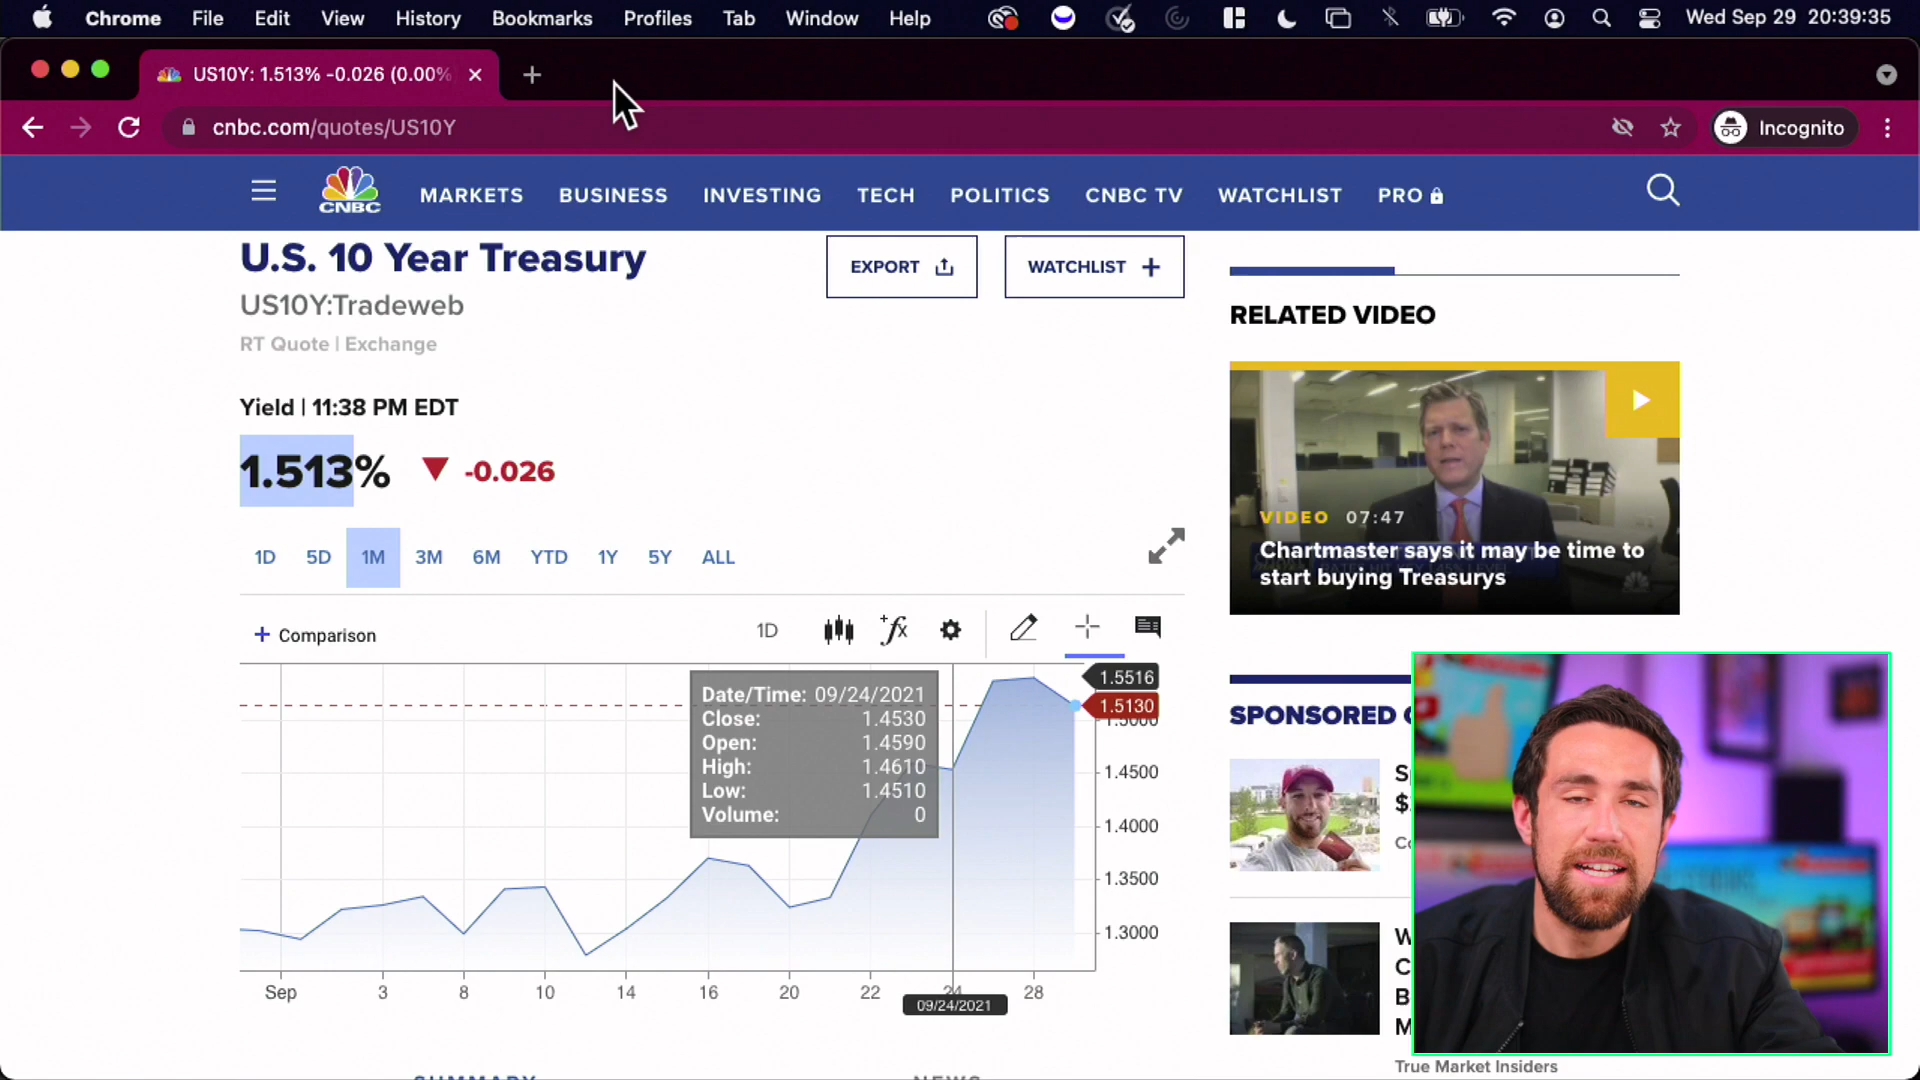 Chrome File Edit View History Bookmarks Profiles Tab Window Help Wed Sep 29 20:39:35
US10Y: 1.513% -0.026 (0.00%
cnbc.com/quotes/US10Y
Incognito
CNBC
MARKETS BUSINESS INVESTING TECH POLITICS CNBC TV WATCHLIST PRO
U.S. 10 Year Treasury
EXPORT
WATCHLIST +
US10Y:Tradeweb
RT Quote | Exchange
Yield | 11:38 PM EDT
1.513% ▼ -0.026
1D 5D 1M 3M 6M YTD 1Y 5Y ALL
+ Comparison
1D
Date/Time: 09/24/2021
Close: 1.4530
Open: 1.4590
High: 1.4610
Low: 1.4510
Volume: 0
1.5516
1.5130
1.5000
1.4500
1.4000
1.3500
1.3000
Sep 3 8 10 14 16 20 22 24 28
09/24/2021
SUMMARY NEWS
RELATED VIDEO
VIDEO 07:47
Chartmaster says it may be time to
start buying Treasurys
SPONSORED
True Market Insiders